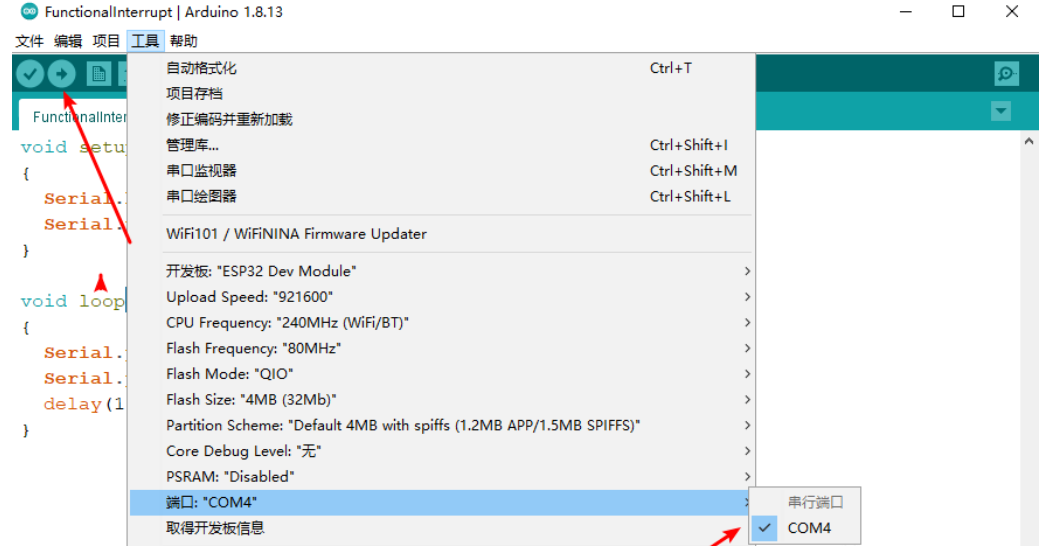 FunctionalInterrupt | Arduino 1.8.13
文件 编辑 项目 工具 帮助
自动格式化 Ctrl+T
项目存档
修正编码并重新加载
管理库... Ctrl+Shift+I
串口监视器 Ctrl+Shift+M
串口绘图器 Ctrl+Shift+L
WiFi101 / WiFiNINA Firmware Updater
开发板: "ESP32 Dev Module"
Upload Speed: "921600"
CPU Frequency: "240MHz (WiFi/BT)"
Flash Frequency: "80MHz"
Flash Mode: "QIO"
Flash Size: "4MB (32Mb)"
Partition Scheme: "Default 4MB with spiffs (1.2MB APP/1.5MB SPIFFS)"
Core Debug Level: "无"
PSRAM: "Disabled"
端口: "COM4"
取得开发板信息
串行端口
COM4
FunctionalInter
void setu
{
Serial.
Serial.
}
void loop
{
Serial.
Serial.
delay(1
}